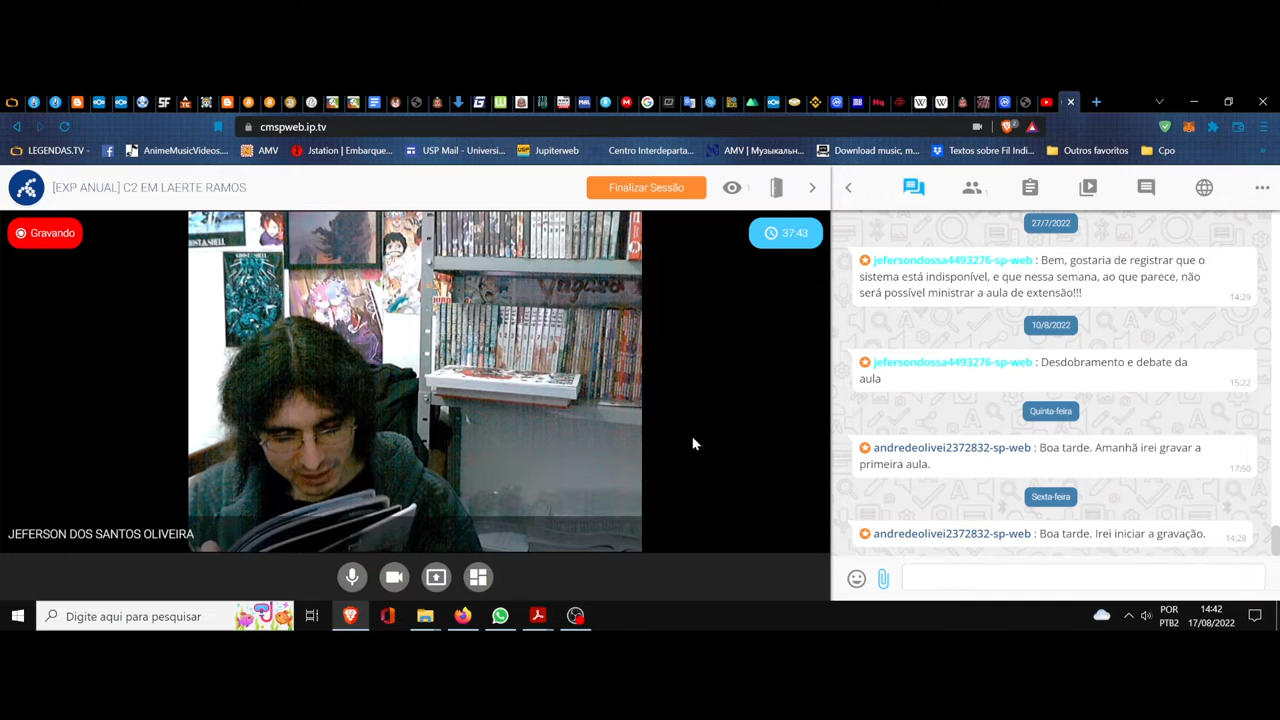 cmspweb.ip.tv
2
LEGENDAS.TV
AnimeMusicVideos...
AMV
Jstation | Embarque...
USP Mail - Universi...
Jupiterweb
Centro Interdeparta...
AMV | Музыкальн...
Download music, m...
Textos sobre Fil Indi...
Outros favoritos
Cpo
[EXP ANUAL] C2 EM LAERTE RAMOS
Finalizar Sessão
1
1
Gravando
37:43
JEFERSON DOS SANTOS OLIVEIRA
27/7/2022
jefersondossa4493276-sp-web : Bem, gostaria de registrar que o
sistema está indisponível, e que nessa semana, ao que parece, não
será possível ministrar a aula de extensão!!!
14:29
10/8/2022
jefersondossa4493276-sp-web : Desdobramento e debate da
aula
15:22
Quinta-feira
andredeolivei2372832-sp-web : Boa tarde. Amanhã irei gravar a
primeira aula.
17:50
Sexta-feira
andredeolivei2372832-sp-web : Boa tarde. Irei iniciar a gravação.
14:28
Digite aqui para pesquisar
POR
PTB2
14:42
17/08/2022